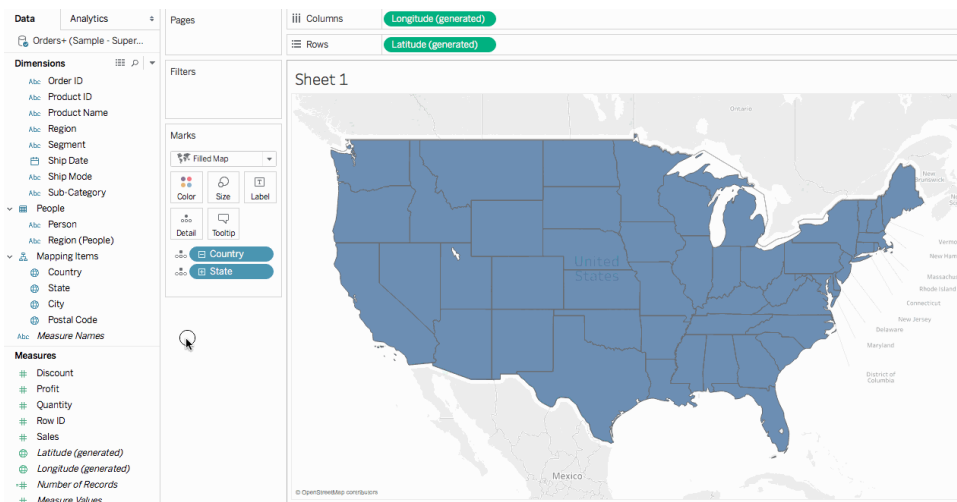 Data Analytics
Orders+ (Sample - Super...
Dimensions
Abc Order ID
Abc Product ID
Abc Product Name
Abc Region
Abc Segment
Ship Date
Abc Ship Mode
Abc Sub-Category
People
Abc Person
Abc Region (People)
Mapping Items
Country
State
City
Postal Code
Abc Measure Names
Measures
# Discount
# Profit
# Quantity
# Row ID
# Sales
Latitude (generated)
Longitude (generated)
Number of Records
# Measure Values
Pages
Filters
Marks
Filled Map
Color Size Label
Detail Tooltip
Country
State
Columns Longitude (generated)
Rows Latitude (generated)
Sheet 1
Ontario
New
Brunswick
United
States
Vermo
New Ham
Massachus
Rhode Island
Connecticut
New Jersey
Delaware
Maryland
District of
Columbia
Mexico
© OpenStreetMap contributors